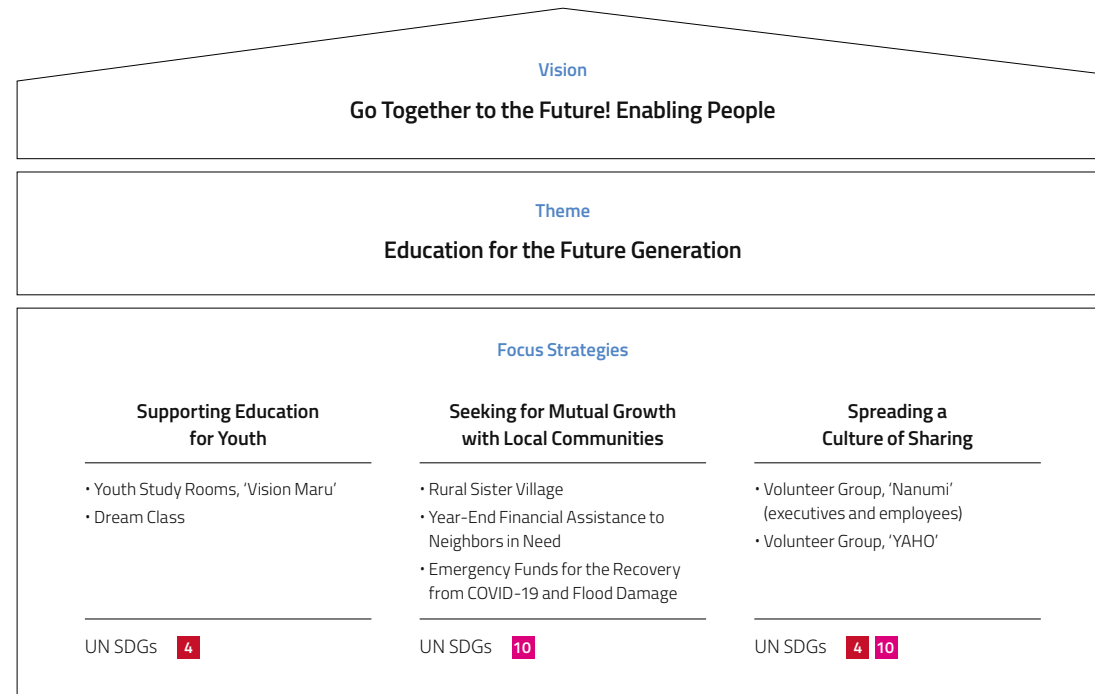 Vision
Go Together to the Future! Enabling People
Theme
Education for the Future Generation
Focus Strategies
Supporting Education
for Youth
• Youth Study Rooms, ‘Vision Maru’
• Dream Class
UN SDGs 4
Seeking for Mutual Growth
with Local Communities
• Rural Sister Village
• Year-End Financial Assistance to
Neighbors in Need
• Emergency Funds for the Recovery
from COVID-19 and Flood Damage
UN SDGs 10
Spreading a
Culture of Sharing
• Volunteer Group, ‘Nanumi’
(executives and employees)
• Volunteer Group, ‘YAHO’
UN SDGs 4 10